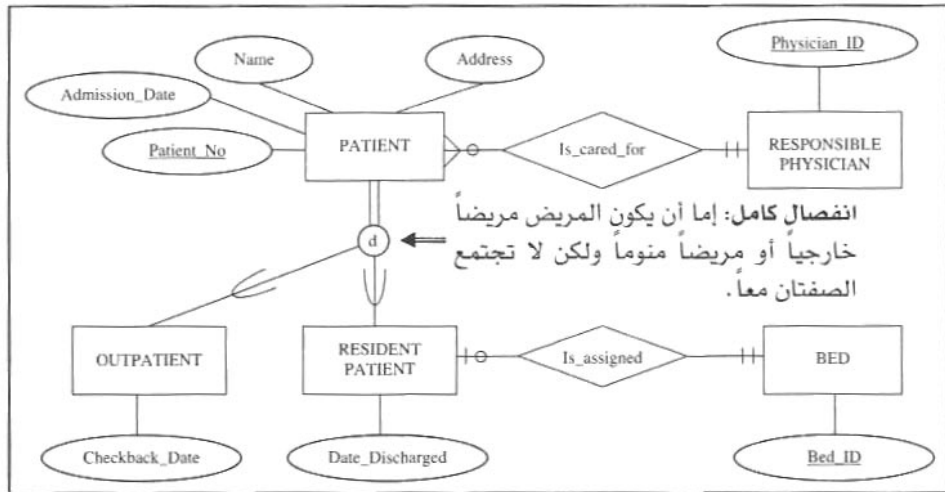 Name
Address
Physician_ID
Admission_Date
Patient_No
PATIENT
Is_cared_for
RESPONSIBLE
PHYSICIAN
انفصال كامل: إما أن يكون المريض مريضاً
خارجياً أو مريضاً منوماً ولكن لا تجتمع
الصفتان معاً.
d
OUTPATIENT
RESIDENT
PATIENT
Is_assigned
BED
Checkback_Date
Date_Discharged
Bed_ID